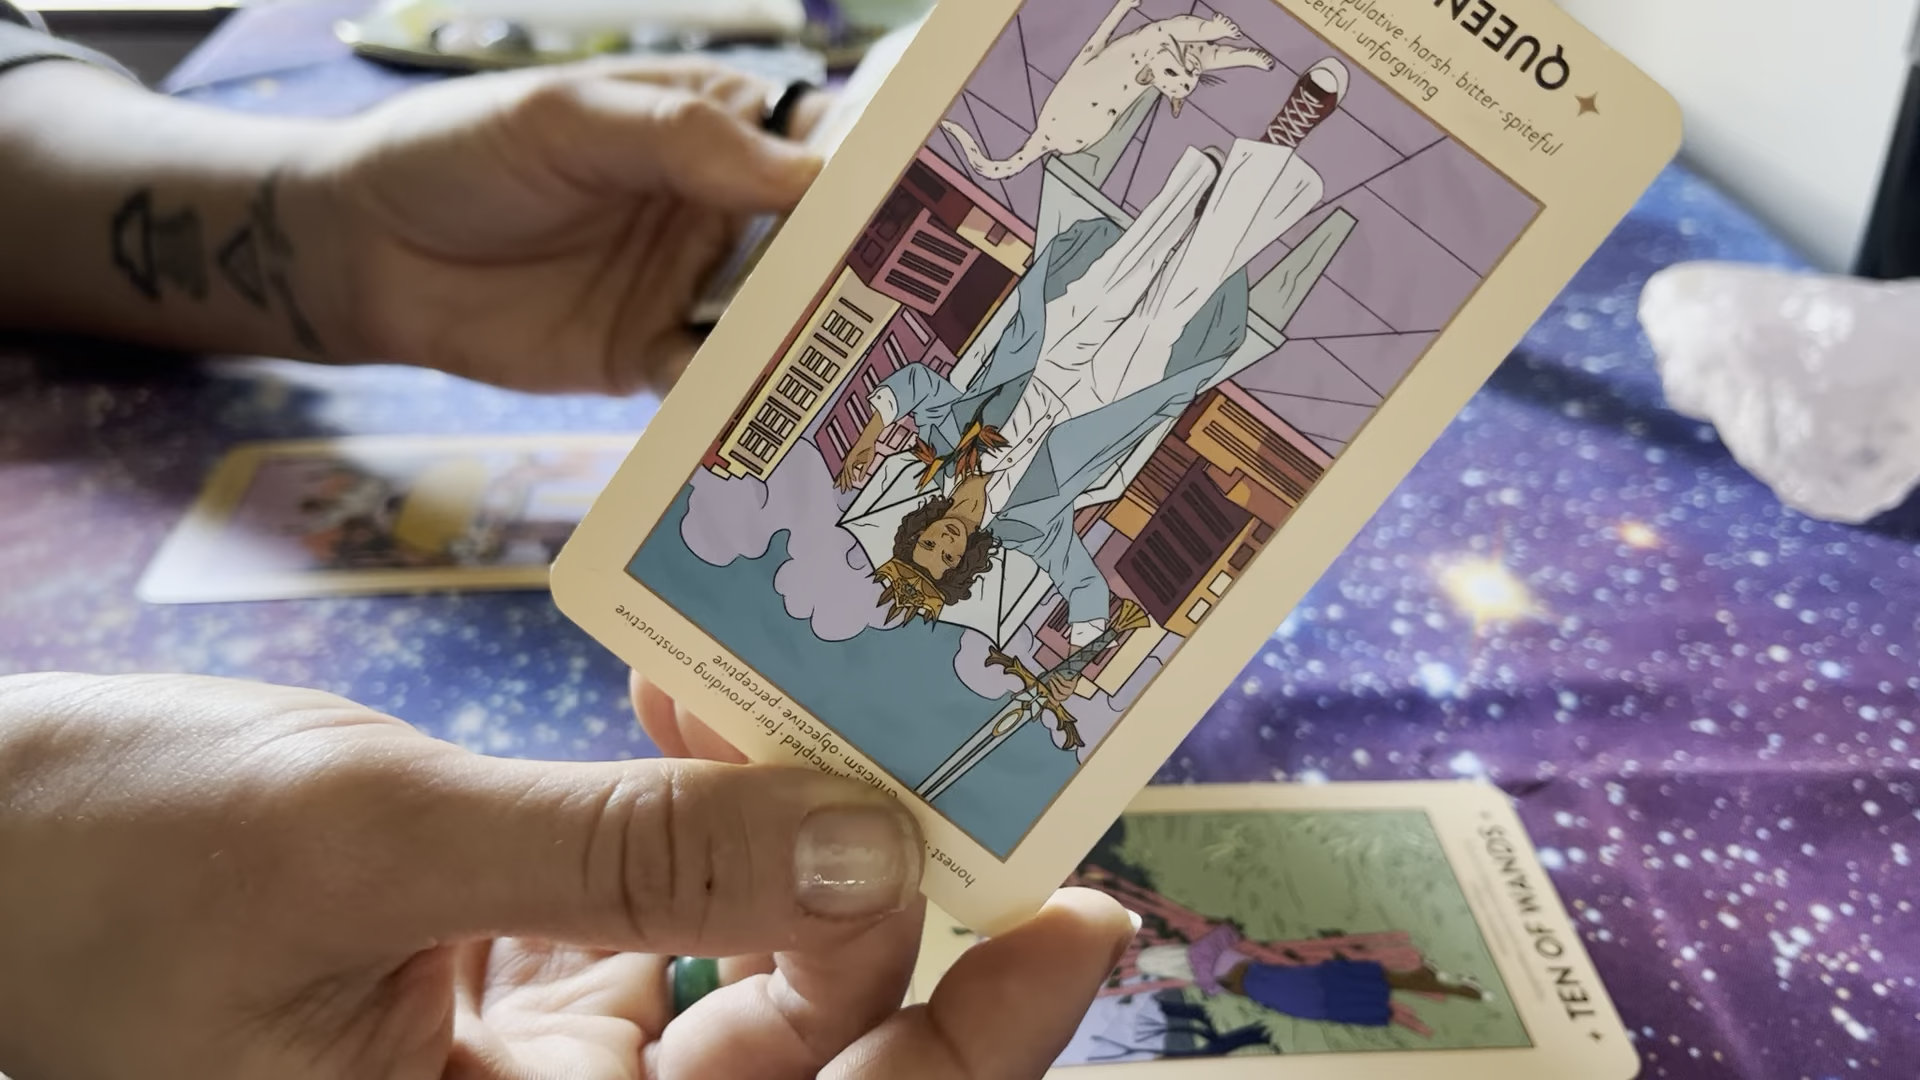 QUEEN
pulative · harsh · bitter · spiteful
ceitful · unforgiving
honest · principled · fair · providing constructive
criticism · objective · perceptive
TEN OF WANDS